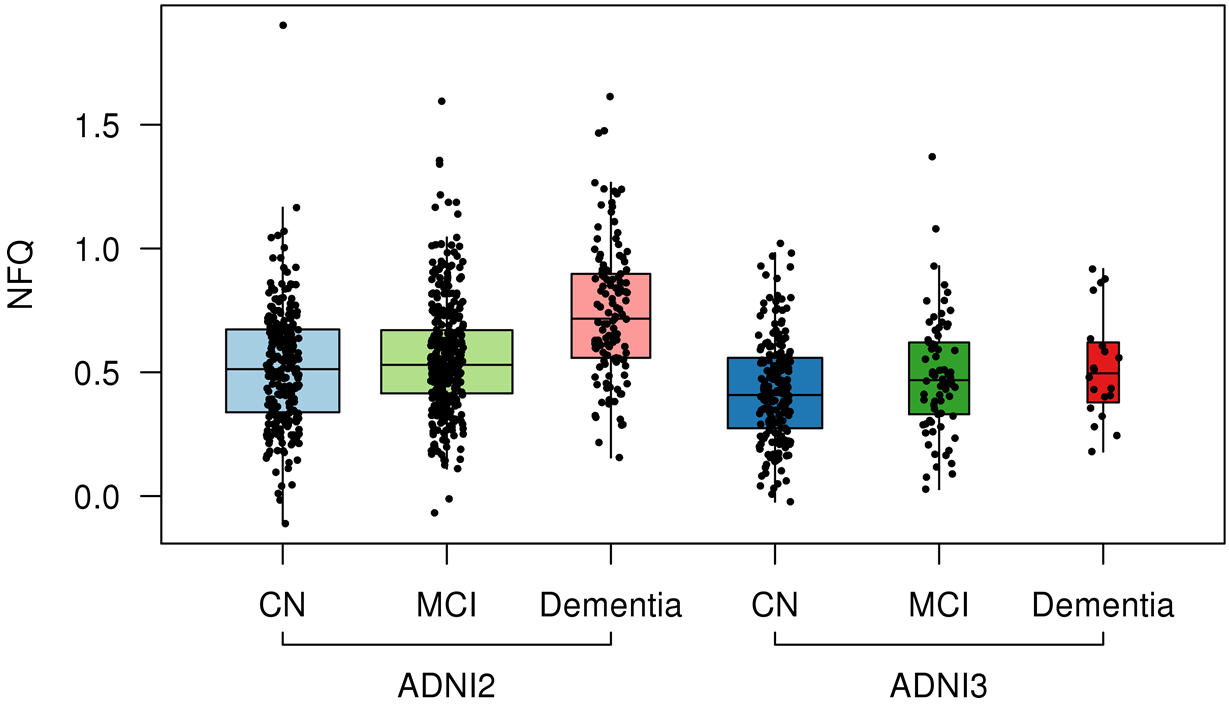 NFQ
1.5
1.0
0.5
0.0
CN MCI Dementia CN MCI Dementia
ADNI2 ADNI3